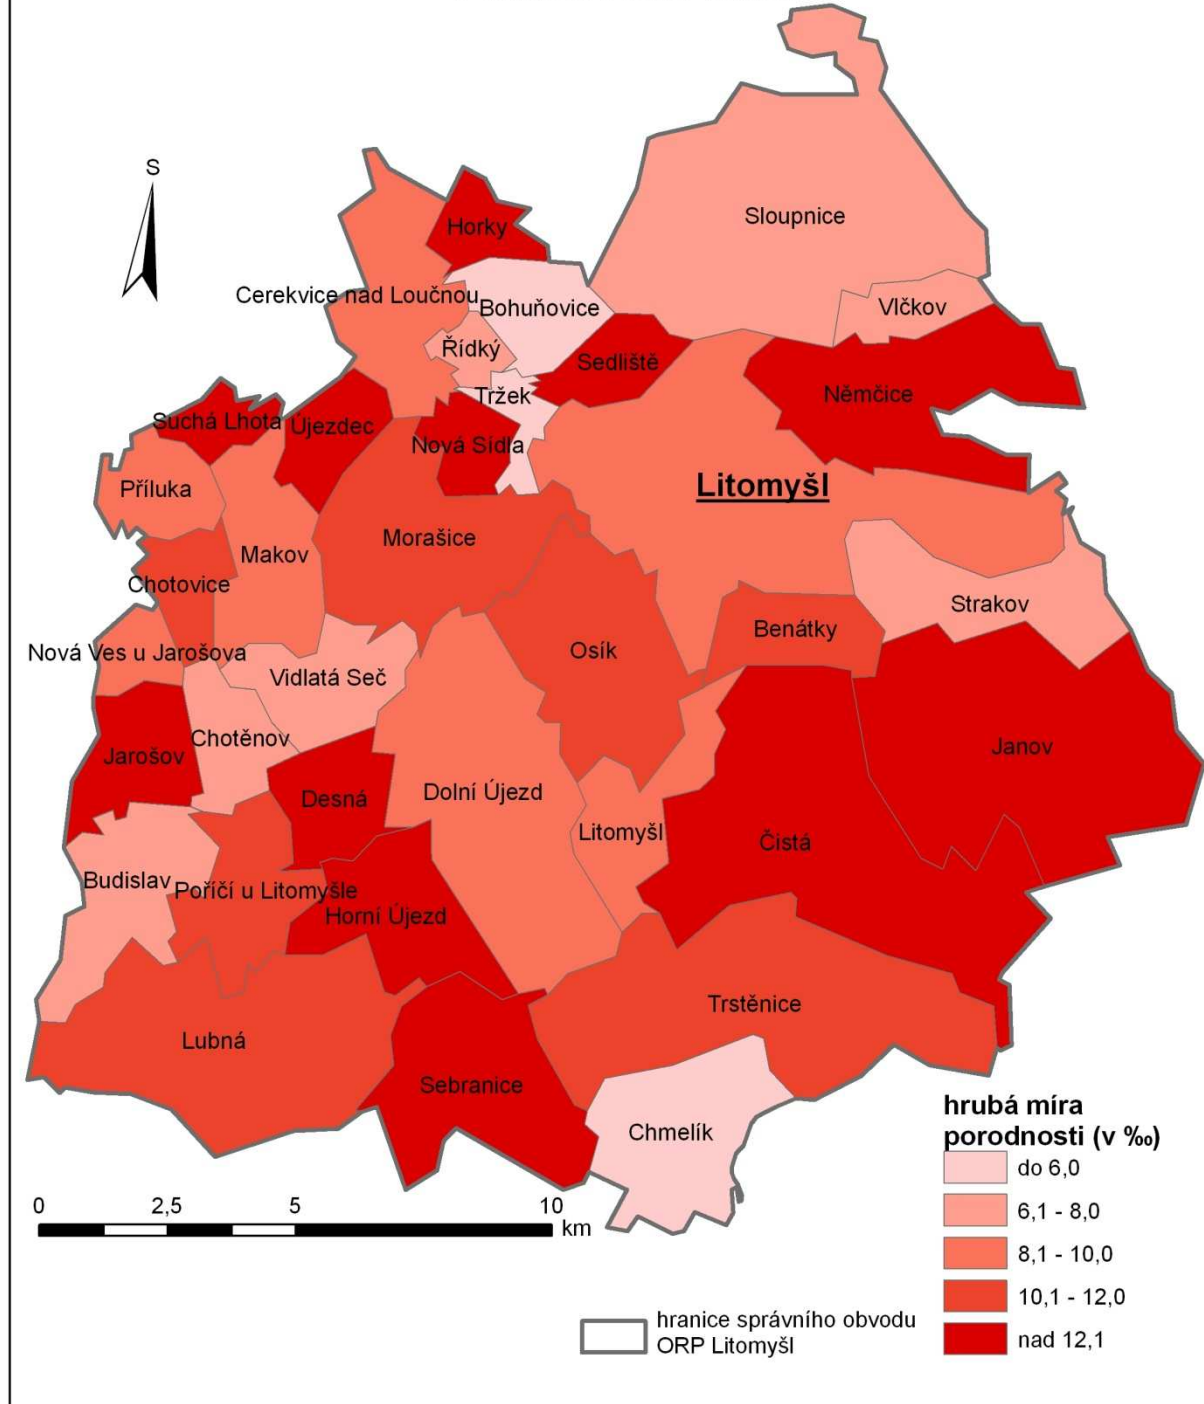 S
Sloupnice
Horky
Cerekvice nad Loučnou
Bohuňovice
Vlčkov
Řídký
Sedliště
Tržek
Němčice
Suchá Lhota
Újezdec
Nová Sídla
Litomyšl
Příluka
Morašice
Makov
Chotovice
Strakov
Benátky
Osík
Nová Ves u Jarošova
Vidlatá Seč
Chotěnov
Janov
Jarošov
Desná
Dolní Újezd
Litomyšl
Čistá
Budislav
Poříčí u Litomyšle
Horní Újezd
Trstěnice
Lubná
Sebranice
Chmelík
hrubá míra
porodnosti (v ‰)
do 6,0
6,1 - 8,0
8,1 - 10,0
10,1 - 12,0
nad 12,1
0 2,5 5 10
km
hranice správního obvodu
ORP Litomyšl